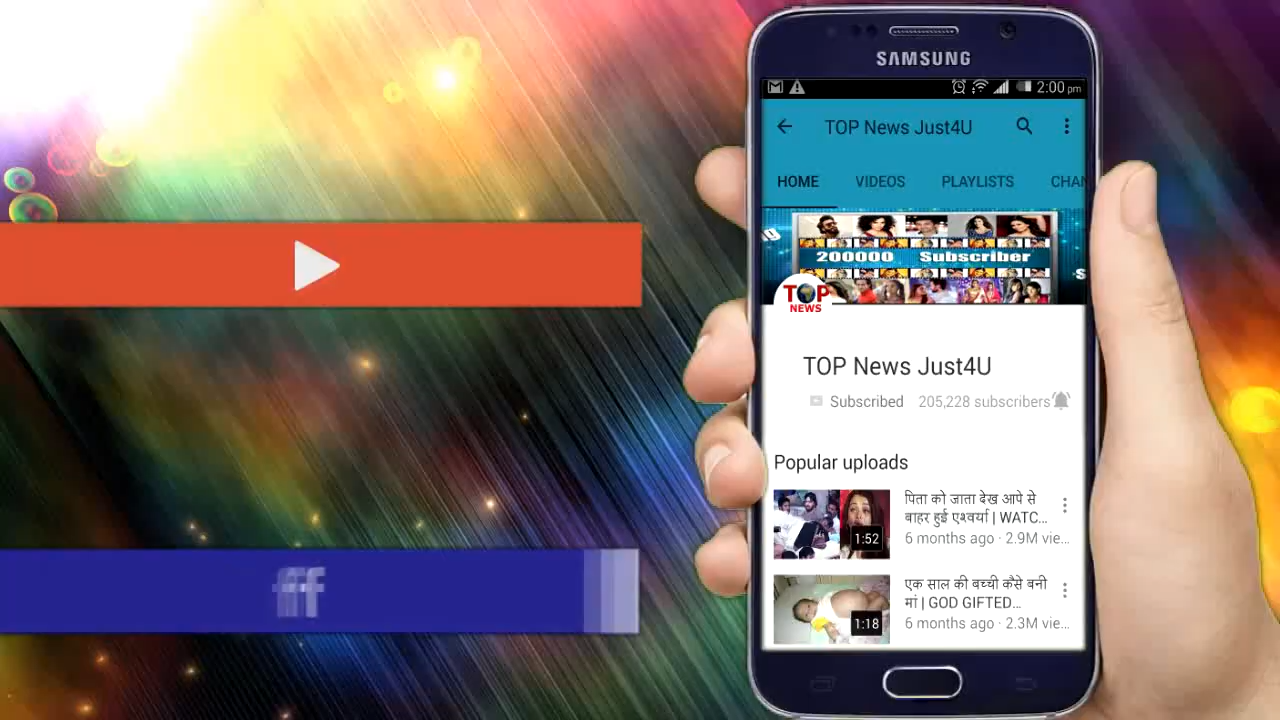 SAMSUNG
2:00 pm
TOP News Just4U
HOME VIDEOS PLAYLISTS CHAN
200000 Subscriber
TOP
NEWS
TOP News Just4U
Subscribed 205,228 subscribers
Popular uploads
पिता को जाता देख आपे से
बाहर हुई एश्वर्या | WATC...
6 months ago · 2.9M vie...
1:52
एक साल की बच्ची कैसे बनी
मां | GOD GIFTED...
6 months ago · 2.3M vie...
1:18